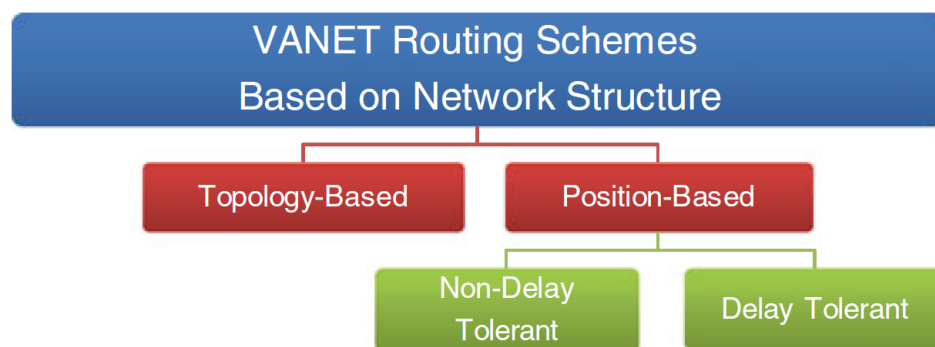 VANET Routing Schemes
Based on Network Structure
Topology-Based
Position-Based
Non-Delay
Tolerant
Delay Tolerant